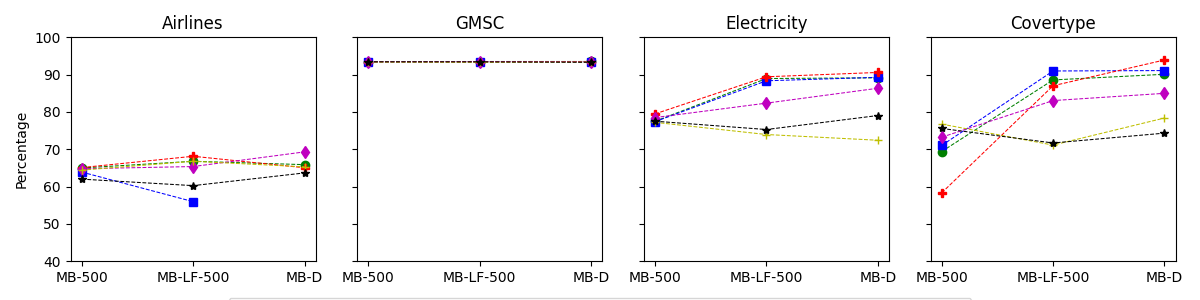 Airlines GMSC Electricity Covertype
100
90
80
70
60
50
40
Percentage
MB-500 MB-LF-500 MB-D MB-500 MB-LF-500 MB-D MB-500 MB-LF-500 MB-D MB-500 MB-LF-500 MB-D